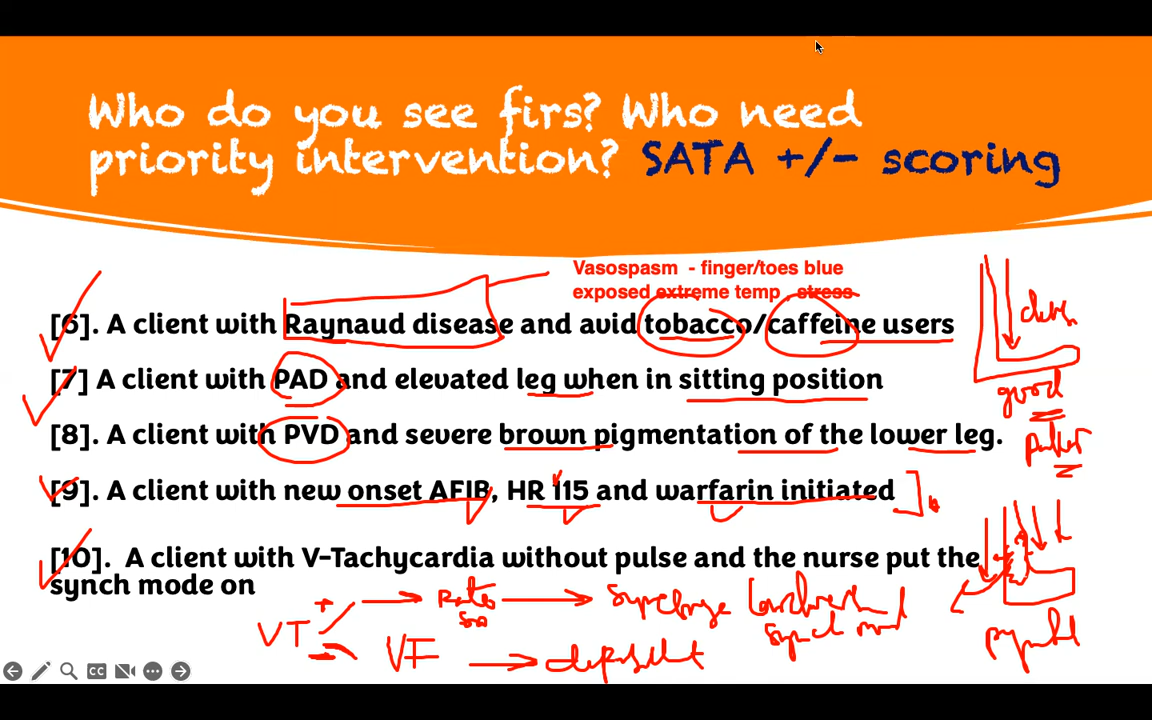 Who do you see firs? Who need
priority intervention? SATA +/- scoring
Vasospasm - finger/toes blue
exposed extreme temp , stress
[6]. A client with Raynaud disease and avid tobacco/caffeine users
[7] A client with PAD and elevated leg when in sitting position
good
[8]. A client with PVD and severe brown pigmentation of the lower leg.
[9]. A client with new onset AFIB, HR 115 and warfarin initiated
[10]. A client with V-Tachycardia without pulse and the nurse put the
synch mode on
VT + -
VF
CC